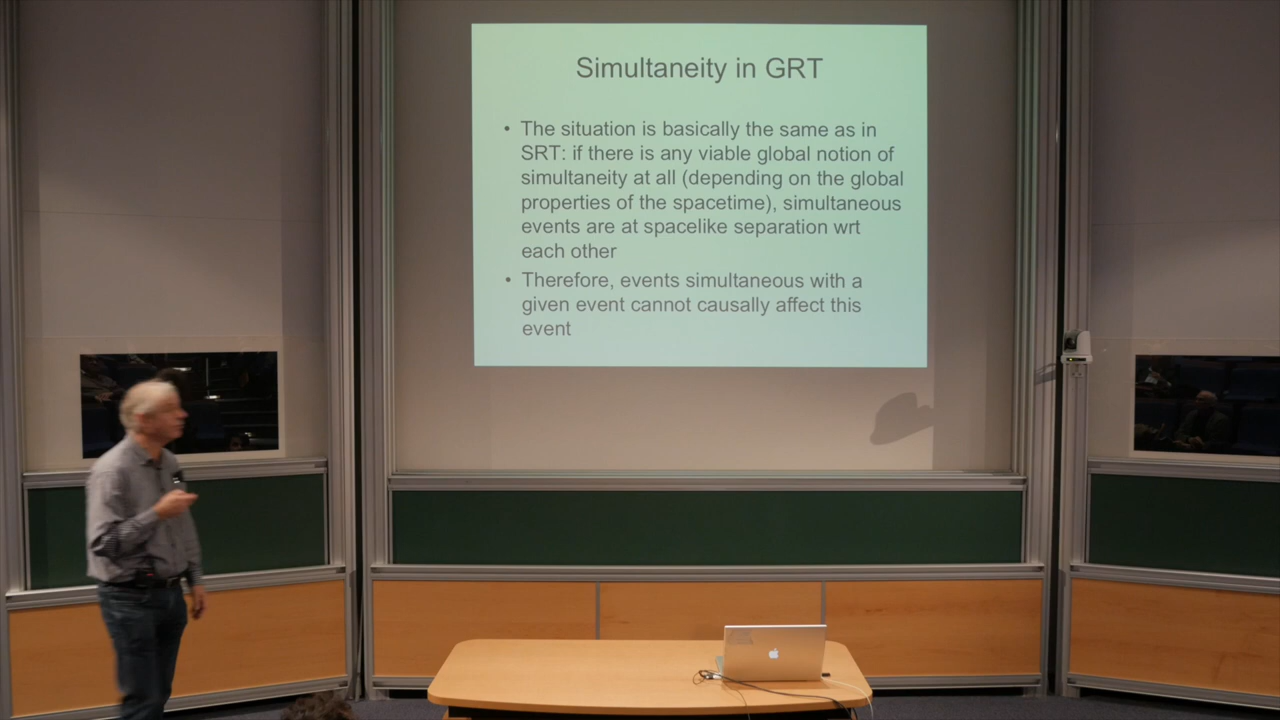 Simultaneity in GRT
• The situation is basically the same as in
SRT: if there is any viable global notion of
simultaneity at all (depending on the global
properties of the spacetime), simultaneous
events are at spacelike separation wrt
each other
• Therefore, events simultaneous with a
given event cannot causally affect this
event